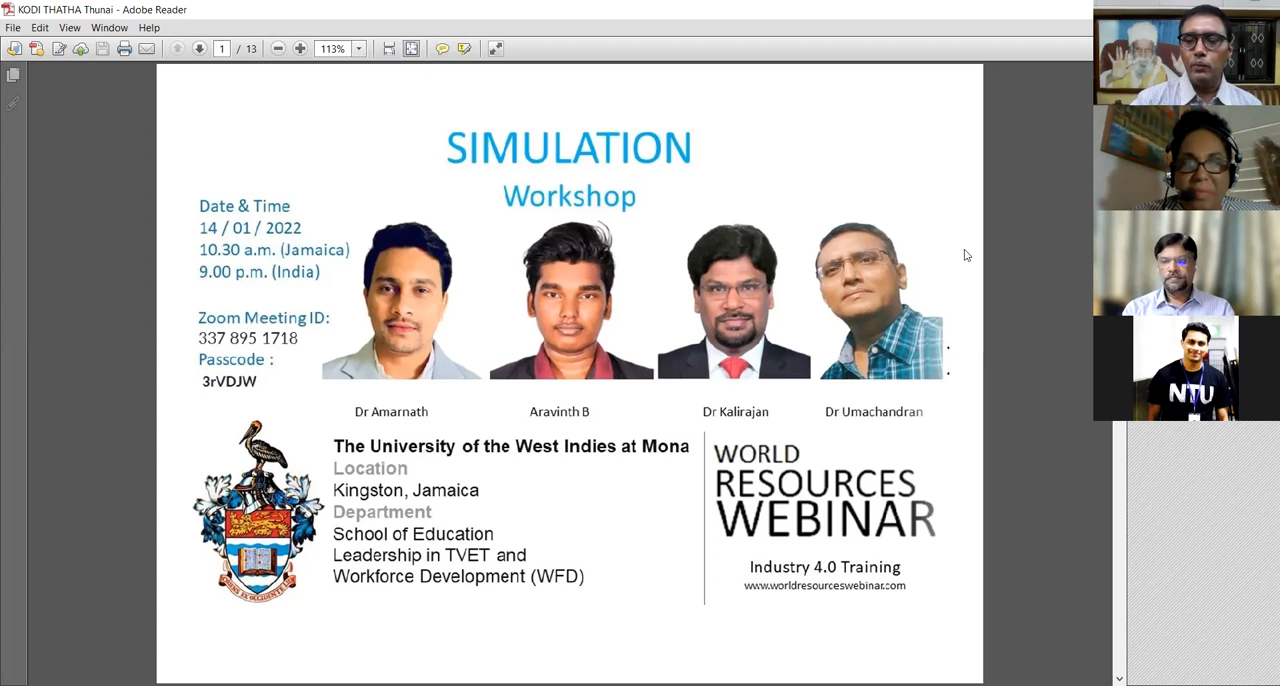 KODI THATHA Thunai - Adobe Reader
File Edit View Window Help
1 / 13 113%
SIMULATION
Workshop
Date & Time
14 / 01 / 2022
10.30 a.m. (Jamaica)
9.00 p.m. (India)
Zoom Meeting ID:
337 895 1718
Passcode :
3rVDJW
Dr Amarnath
Aravinth B
Dr Kalirajan
Dr Umachandran
The University of the West Indies at Mona
Location
Kingston, Jamaica
Department
School of Education
Leadership in TVET and
Workforce Development (WFD)
WORLD
RESOURCES
WEBINAR
Industry 4.0 Training
www.worldresourceswebinar.com
NTU